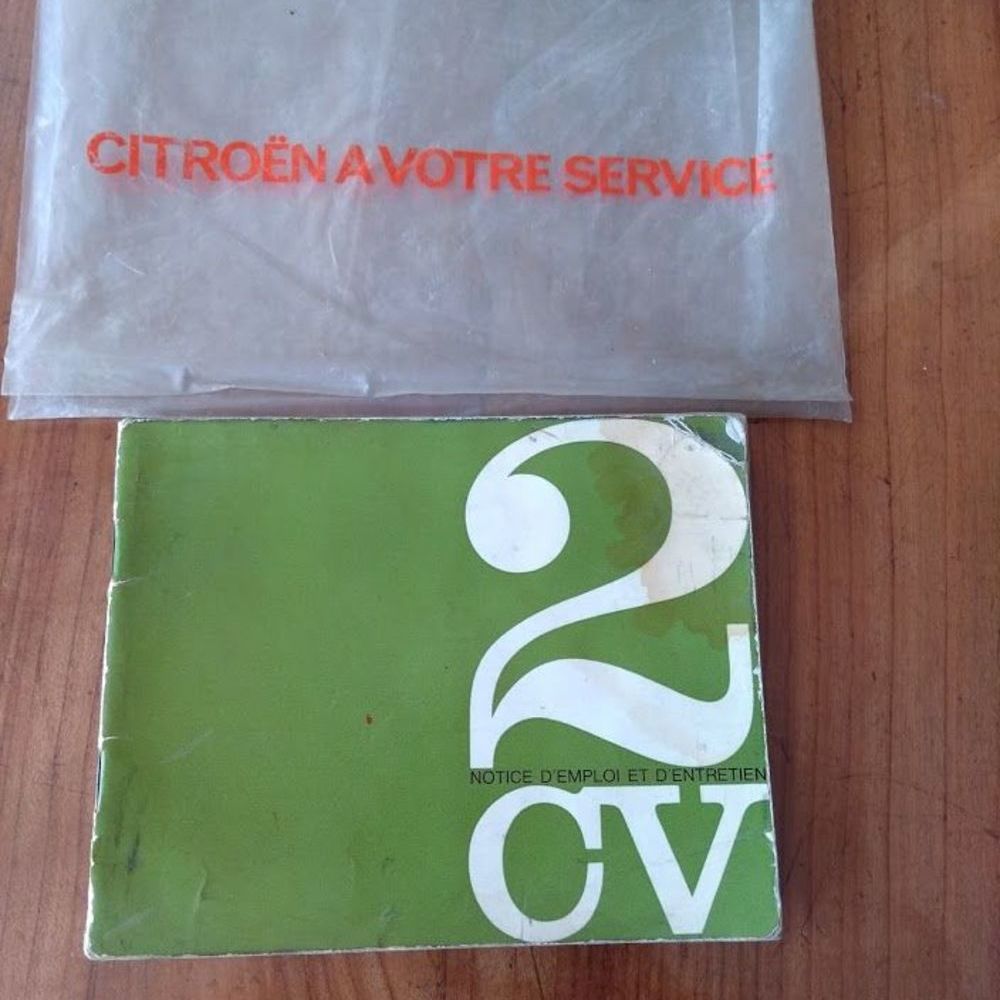 CITROËN A VOTRE SERVICE
2
NOTICE D'EMPLOI ET D'ENTRETIEN
CV